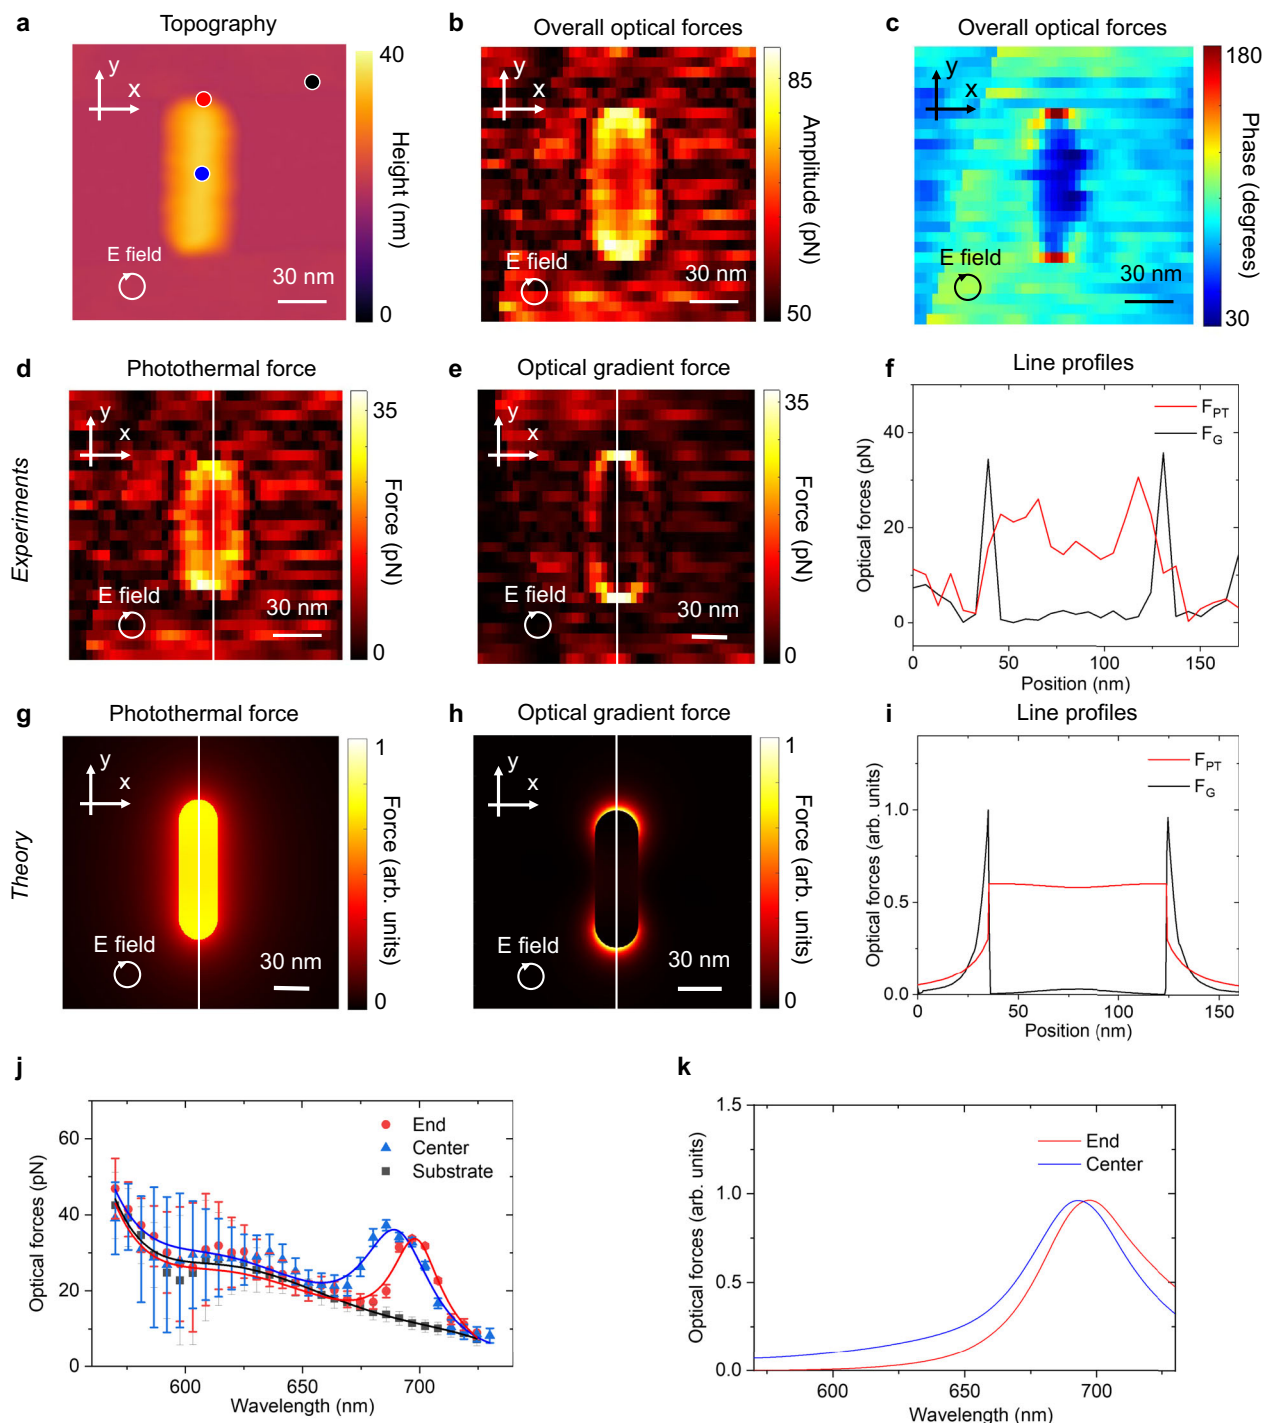 a Topography
y
x
E field
30 nm
40
Height (nm)
0
b Overall optical forces
y
x
E field
30 nm
85
Amplitude (pN)
50
c Overall optical forces
y
x
E field
30 nm
180
Phase (degrees)
30
Experiments
d Photothermal force
y
x
E field
30 nm
35
Force (pN)
0
e Optical gradient force
y
x
E field
30 nm
35
Force (pN)
0
f Line profiles
F_PT
F_G
Optical forces (pN)
40
20
0
0 50 100 150
Position (nm)
Theory
g Photothermal force
y
x
E field
30 nm
1
Force (arb. units)
0
h Optical gradient force
y
x
E field
30 nm
1
Force (arb. units)
0
i Line profiles
F_PT
F_G
Optical forces (arb. units)
1.0
0.5
0.0
0 50 100 150
Position (nm)
j
End
Center
Substrate
Optical forces (pN)
60
40
20
0
600 650 700
Wavelength (nm)
k
End
Center
Optical forces (arb. units)
1.5
1.0
0.5
0.0
600 650 700
Wavelength (nm)